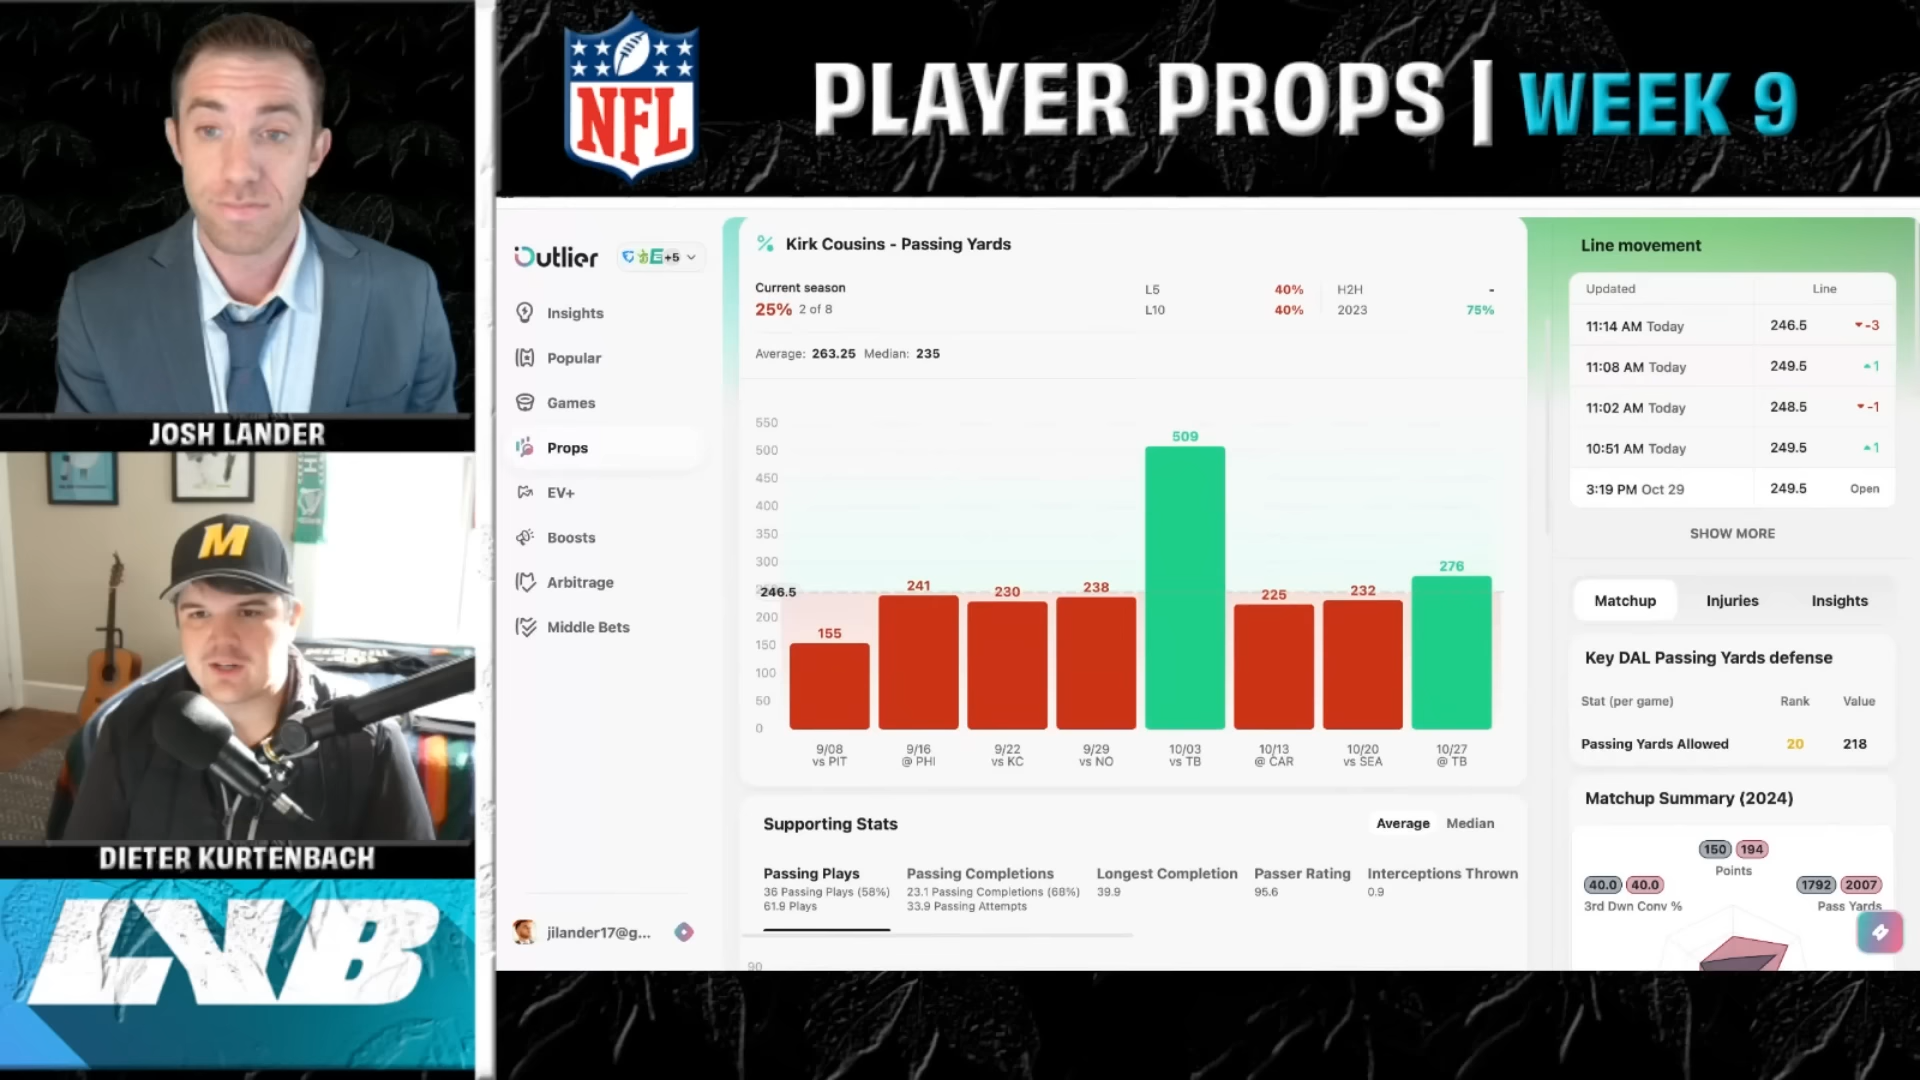 NFL
PLAYER PROPS | WEEK 9
JOSH LANDER
M
DIETER KURTENBACH
LVB
Outlier
E +5
Insights
Popular
Games
Props
EV+
Boosts
Arbitrage
Middle Bets
jilander17@g...
Kirk Cousins - Passing Yards
Current season
25% 2 of 8
L5 40% H2H -
L10 40% 2023 75%
Average: 263.25 Median: 235
550
500
450
400
350
300
246.5
200
150
100
50
0
155
241
230
238
509
225
232
276
9/08 vs PIT
9/16 @ PHI
9/22 vs KC
9/29 vs NO
10/03 vs TB
10/13 @ CAR
10/20 vs SEA
10/27 @ TB
Supporting Stats
Average Median
Passing Plays
36 Passing Plays (58%)
61.9 Plays
Passing Completions
23.1 Passing Completions (68%)
33.9 Passing Attempts
Longest Completion
39.9
Passer Rating
95.6
Interceptions Thrown
0.9
90
Line movement
Updated Line
11:14 AM Today 246.5 -3
11:08 AM Today 249.5 1
11:02 AM Today 248.5 -1
10:51 AM Today 249.5 1
3:19 PM Oct 29 249.5 Open
SHOW MORE
Matchup Injuries Insights
Key DAL Passing Yards defense
Stat (per game) Rank Value
Passing Yards Allowed 20 218
Matchup Summary (2024)
150 194
Points
40.0 40.0
3rd Dwn Conv %
1792 2007
Pass Yards